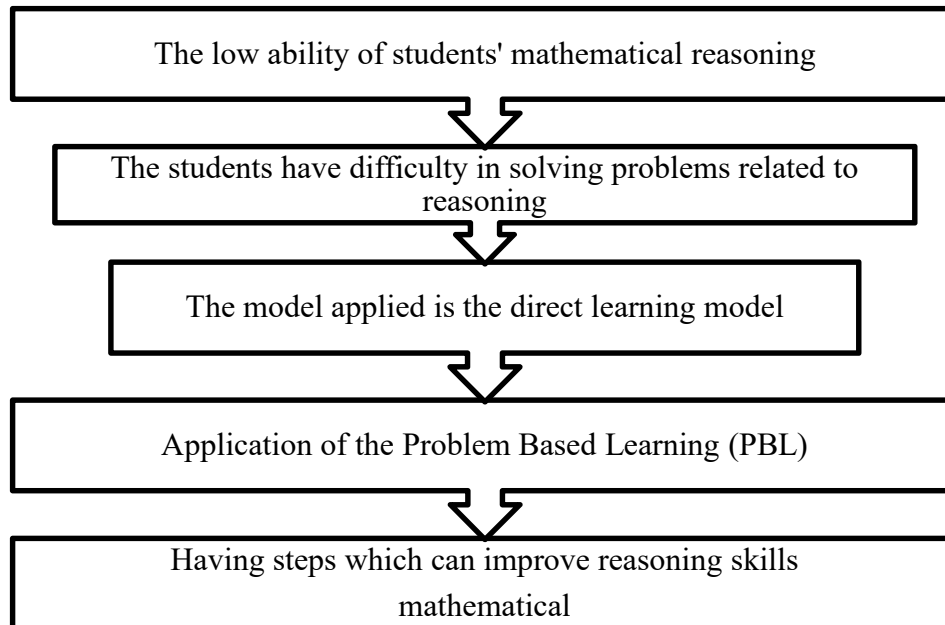 The low ability of students' mathematical reasoning
The students have difficulty in solving problems related to
reasoning
The model applied is the direct learning model
Application of the Problem Based Learning (PBL)
Having steps which can improve reasoning skills
mathematical